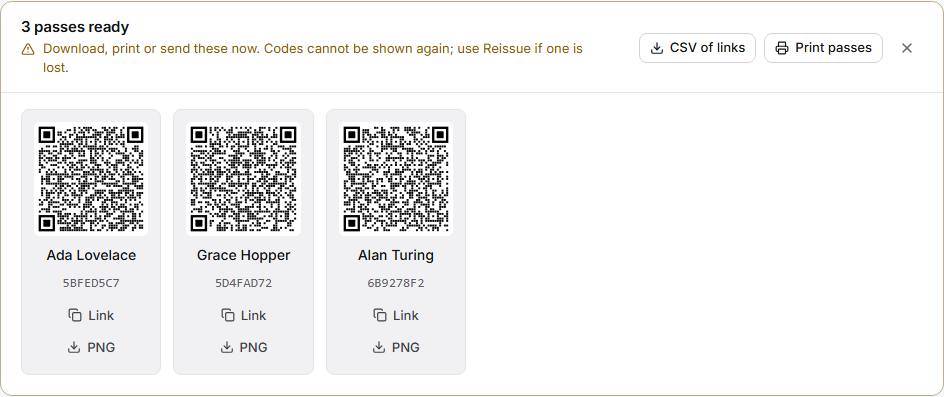 3 passes ready
Download, print or send these now. Codes cannot be shown again; use Reissue if one is
lost.
CSV of links
Print passes
Ada Lovelace
5BFED5C7
Link
PNG
Grace Hopper
5D4FAD72
Link
PNG
Alan Turing
6B9278F2
Link
PNG